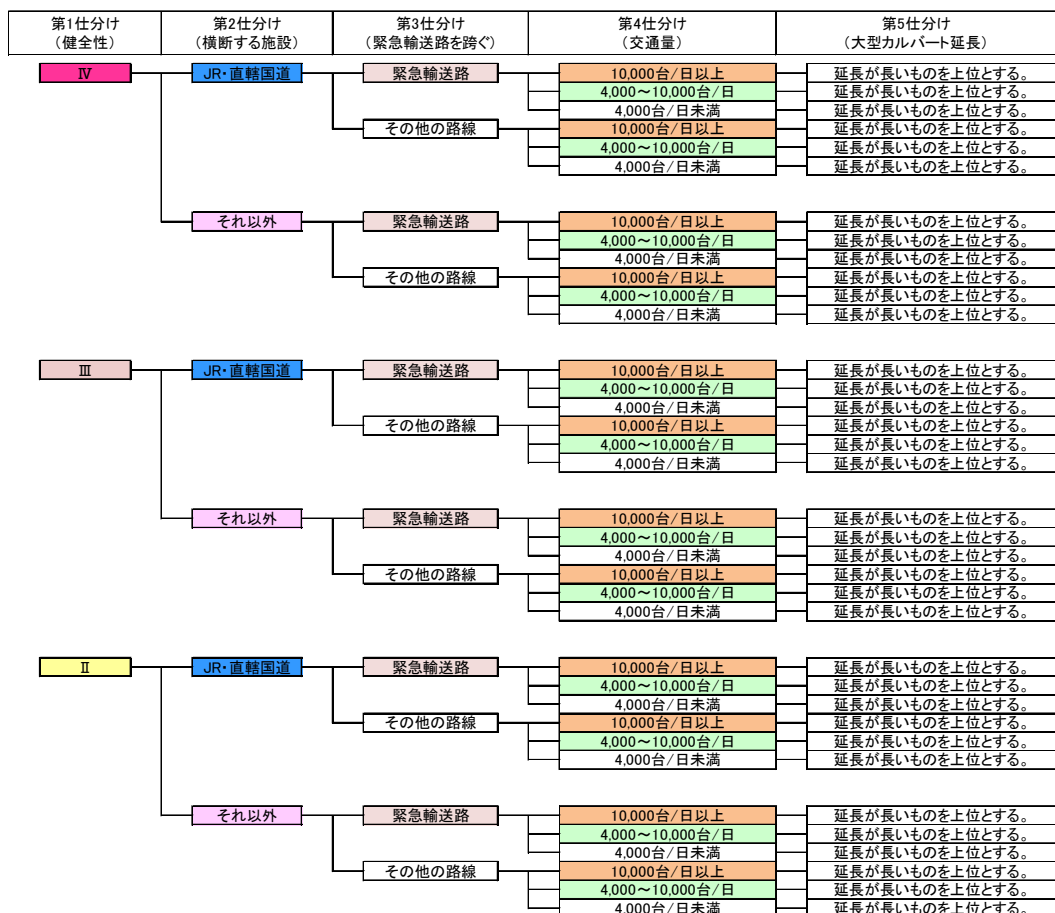 第1仕分け 第2仕分け 第3仕分け 第4仕分け 第5仕分け
（健全性） （横断する施設） （緊急輸送路を跨ぐ） （交通量） （大型カルバート延長）
Ⅳ JR・直轄国道 緊急輸送路 10,000台/日以上 延長が長いものを上位とする。
4,000～10,000台/日 延長が長いものを上位とする。
4,000台/日未満 延長が長いものを上位とする。
その他の路線 10,000台/日以上 延長が長いものを上位とする。
4,000～10,000台/日 延長が長いものを上位とする。
4,000台/日未満 延長が長いものを上位とする。
それ以外 緊急輸送路 10,000台/日以上 延長が長いものを上位とする。
4,000～10,000台/日 延長が長いものを上位とする。
4,000台/日未満 延長が長いものを上位とする。
その他の路線 10,000台/日以上 延長が長いものを上位とする。
4,000～10,000台/日 延長が長いものを上位とする。
4,000台/日未満 延長が長いものを上位とする。
Ⅲ JR・直轄国道 緊急輸送路 10,000台/日以上 延長が長いものを上位とする。
4,000～10,000台/日 延長が長いものを上位とする。
4,000台/日未満 延長が長いものを上位とする。
その他の路線 10,000台/日以上 延長が長いものを上位とする。
4,000～10,000台/日 延長が長いものを上位とする。
4,000台/日未満 延長が長いものを上位とする。
それ以外 緊急輸送路 10,000台/日以上 延長が長いものを上位とする。
4,000～10,000台/日 延長が長いものを上位とする。
4,000台/日未満 延長が長いものを上位とする。
その他の路線 10,000台/日以上 延長が長いものを上位とする。
4,000～10,000台/日 延長が長いものを上位とする。
4,000台/日未満 延長が長いものを上位とする。
Ⅱ JR・直轄国道 緊急輸送路 10,000台/日以上 延長が長いものを上位とする。
4,000～10,000台/日 延長が長いものを上位とする。
4,000台/日未満 延長が長いものを上位とする。
その他の路線 10,000台/日以上 延長が長いものを上位とする。
4,000～10,000台/日 延長が長いものを上位とする。
4,000台/日未満 延長が長いものを上位とする。
それ以外 緊急輸送路 10,000台/日以上 延長が長いものを上位とする。
4,000～10,000台/日 延長が長いものを上位とする。
4,000台/日未満 延長が長いものを上位とする。
その他の路線 10,000台/日以上 延長が長いものを上位とする。
4,000～10,000台/日 延長が長いものを上位とする。
4,000台/日未満 延長が長いものを上位とする。